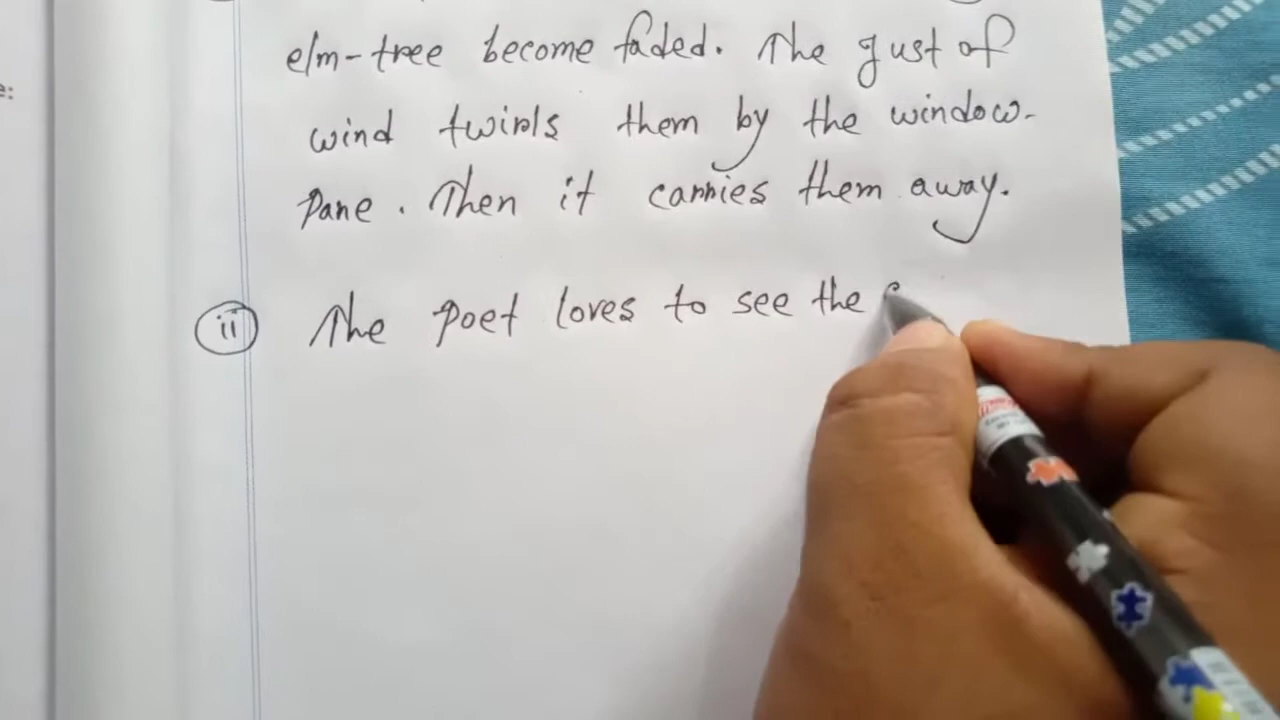 e:
elm-tree become faded. The gust of
wind twirls them by the window-
pane. Then it carries them away.
ii The poet loves to see the